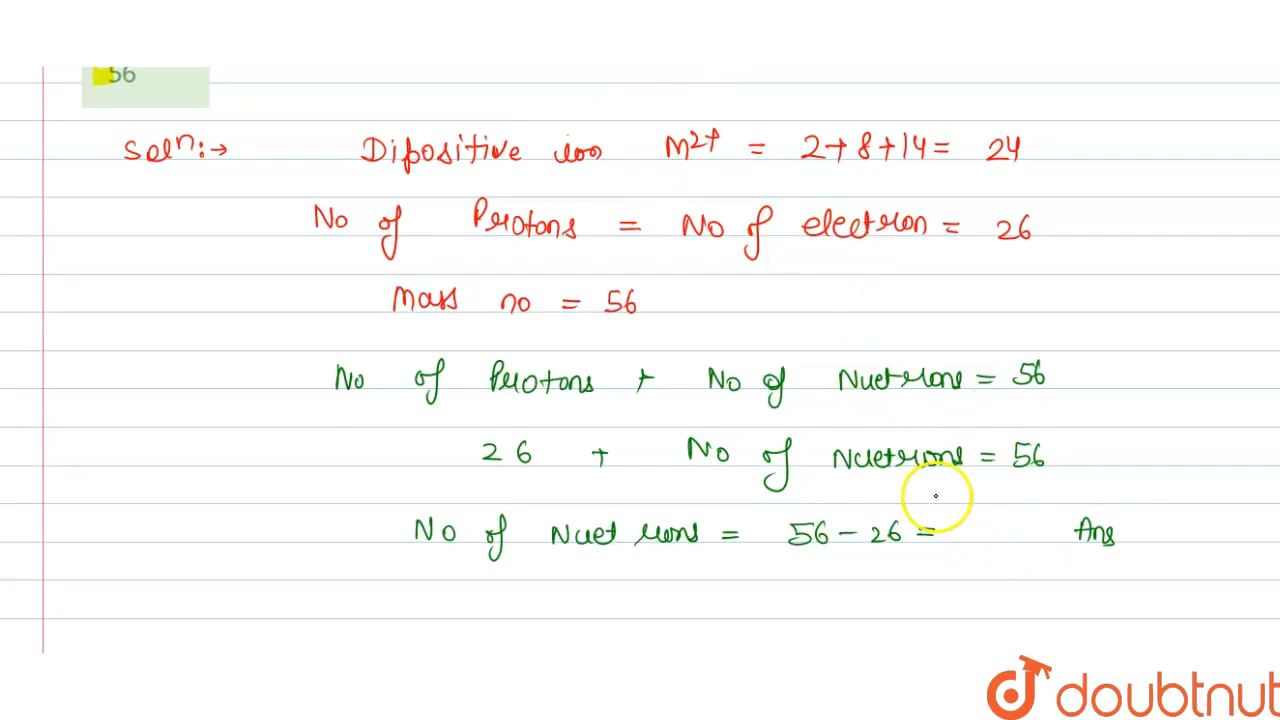 56
Solⁿ:→ Dipositive ion M²⁺ = 2+8+14= 24
No of Protons = No of electron = 26
Mass no = 56
No of Protons + No of Nuetrons = 56
26 + No of Nuetrons = 56
No of Nuetrons = 56 - 26 = Ans
doubtnut